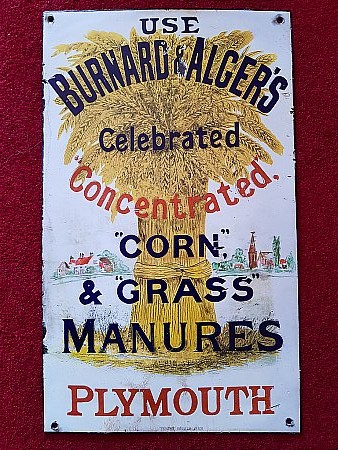 USE
BURNARD & ALGER'S
Celebrated
Concentrated,
"CORN,"
& "GRASS"
MANURES
PLYMOUTH